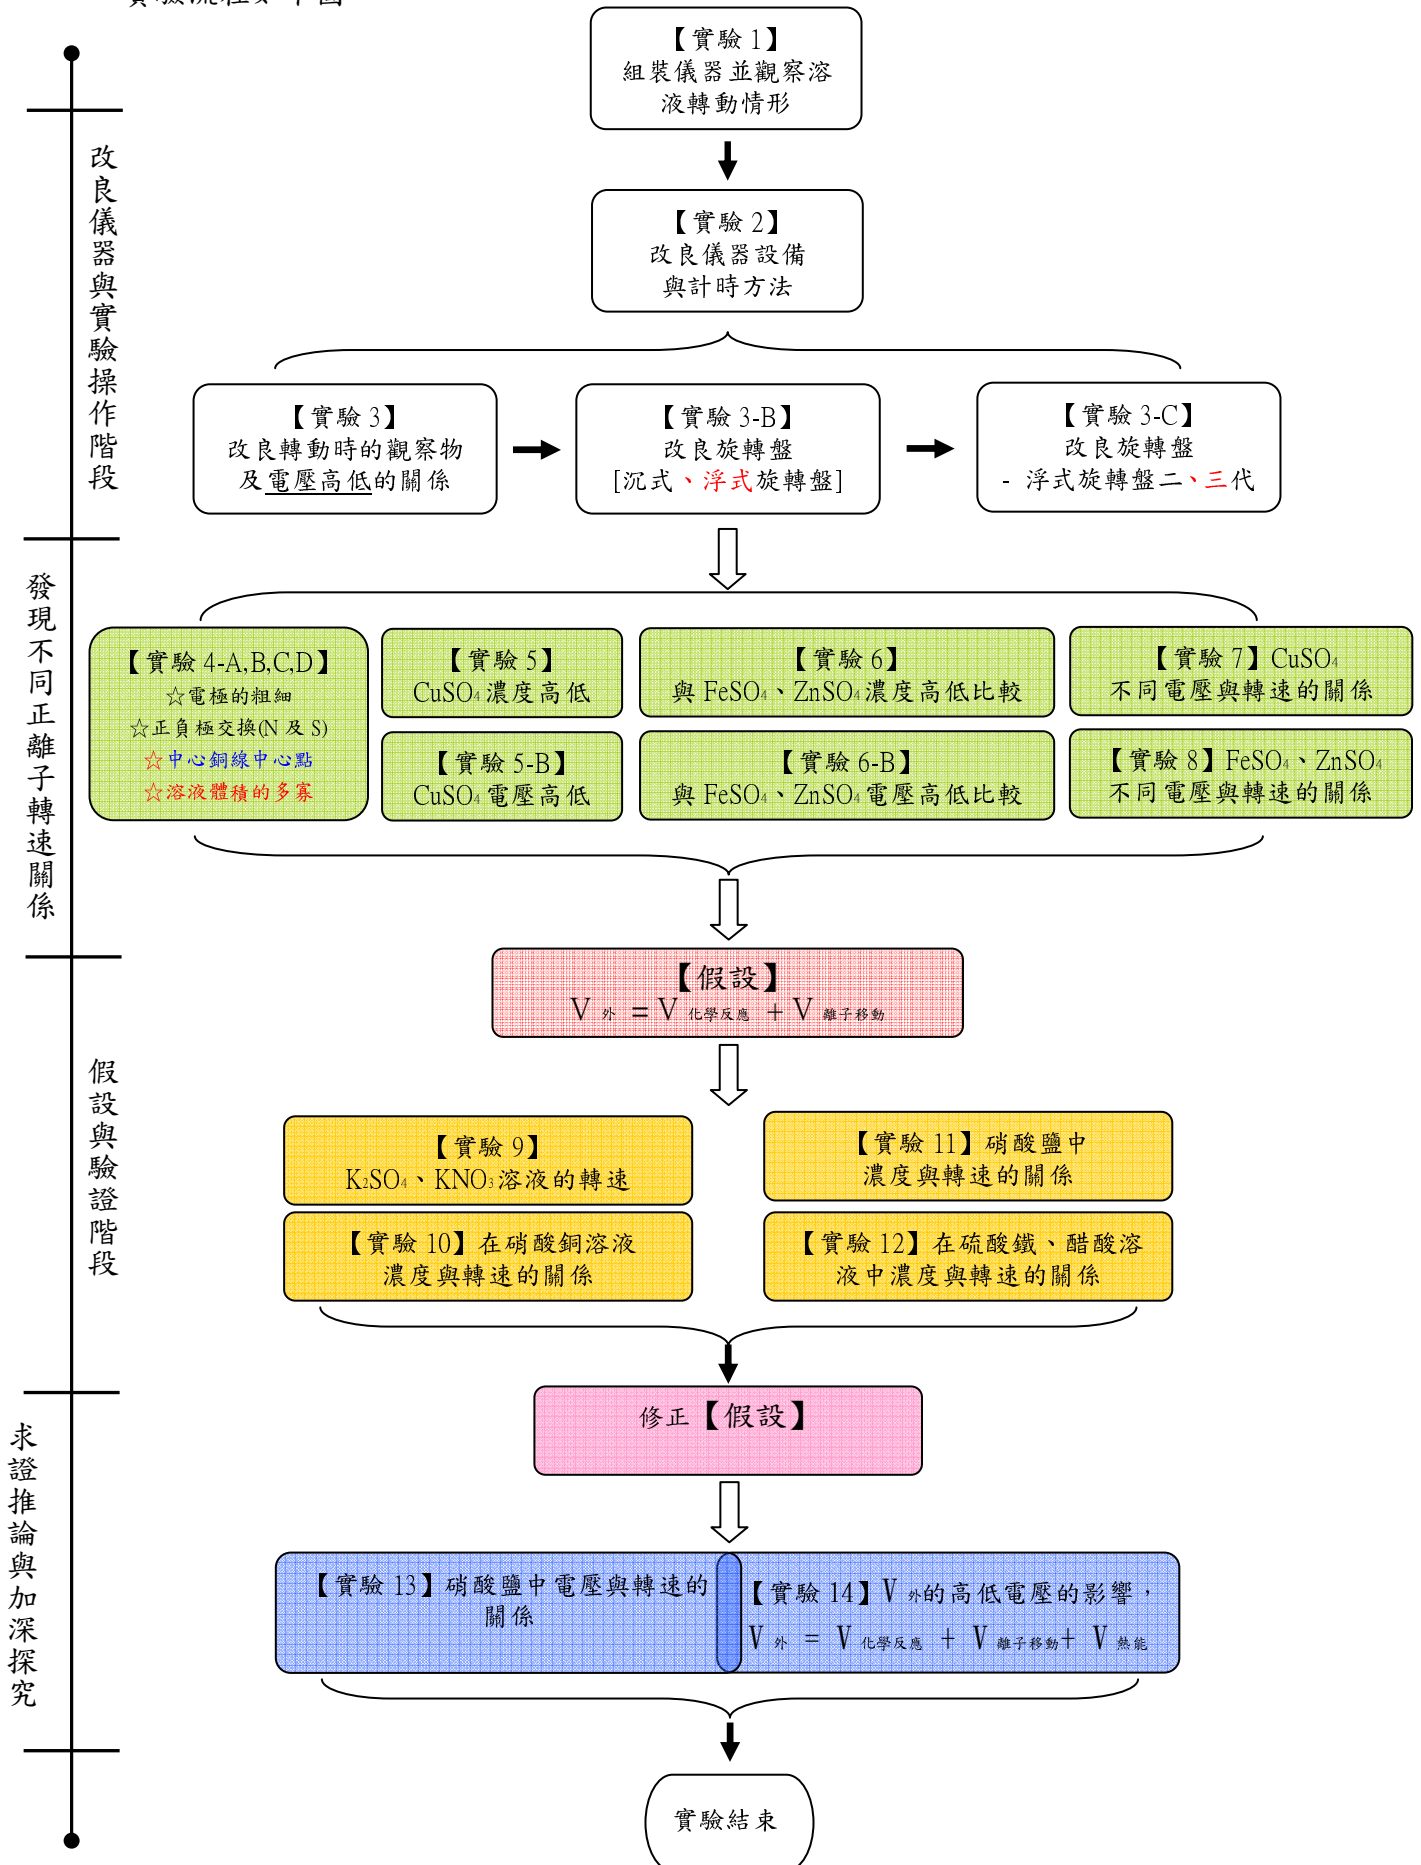 【實驗 1】
組裝儀器並觀察溶
液轉動情形
【實驗 2】
改良儀器設備
與計時方法
改良儀器與實驗操作階段
【實驗 3】
改良轉動時的觀察物
及電壓高低的關係
【實驗 3-B】
改良旋轉盤
[沉式、浮式旋轉盤]
【實驗 3-C】
改良旋轉盤
- 浮式旋轉盤二、三代
發現不同正離子轉速關係
【實驗 4-A,B,C,D】
☆電極的粗細
☆正負極交換(N 及 S)
☆中心銅線中心點
☆溶液體積的多寡
【實驗 5】
CuSO₄ 濃度高低
【實驗 5-B】
CuSO₄ 電壓高低
【實驗 6】
與 FeSO₄、ZnSO₄ 濃度高低比較
【實驗 6-B】
與 FeSO₄、ZnSO₄ 電壓高低比較
【實驗 7】CuSO₄
不同電壓與轉速的關係
【實驗 8】FeSO₄、ZnSO₄
不同電壓與轉速的關係
【假設】
V 外 = V 化學反應 + V 離子移動
假設與驗證階段
【實驗 9】
K₂SO₄、KNO₃ 溶液的轉速
【實驗 10】在硝酸銅溶液
濃度與轉速的關係
【實驗 11】硝酸鹽中
濃度與轉速的關係
【實驗 12】在硫酸鐵、醋酸溶
液中濃度與轉速的關係
修正【假設】
求證推論與加深探究
【實驗 13】硝酸鹽中電壓與轉速的
關係
【實驗 14】V 外的高低電壓的影響，
V 外 = V 化學反應 + V 離子移動+ V 熱能
實驗結束